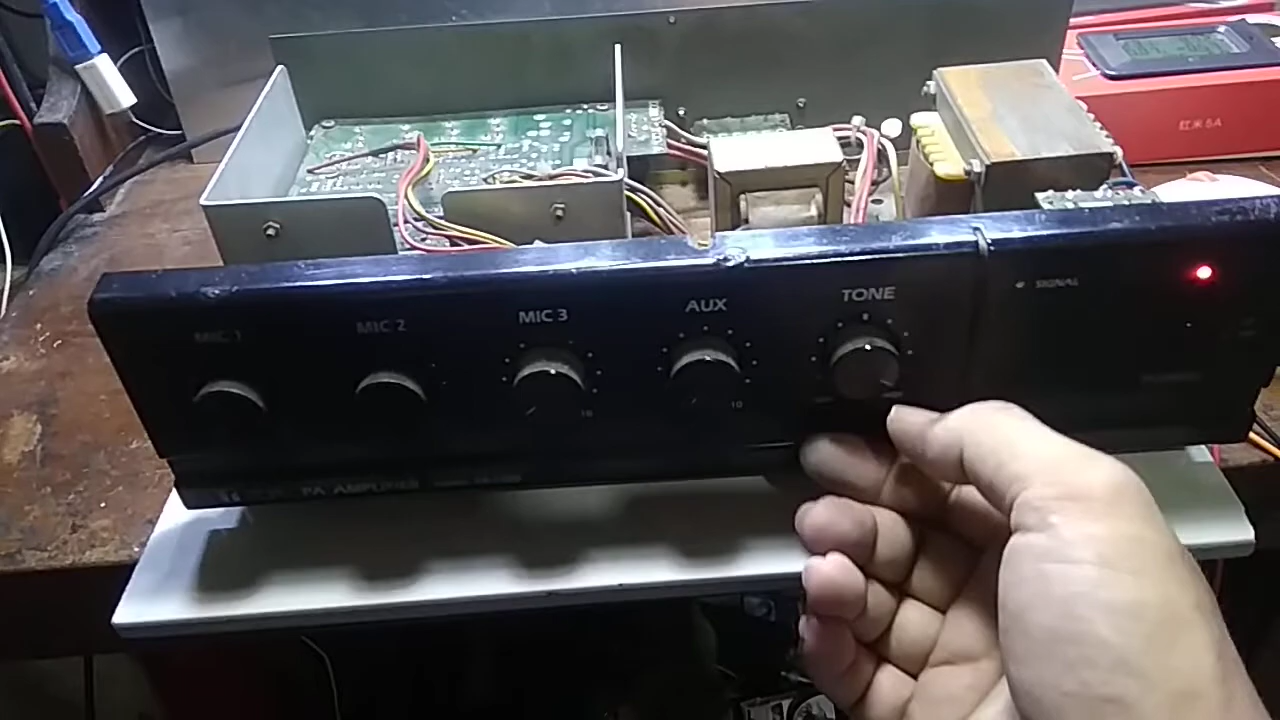 红米 5A
MIC 1
MIC 2
MIC 3
AUX
TONE
SIGNAL
10
10
PA AMPLIFIER